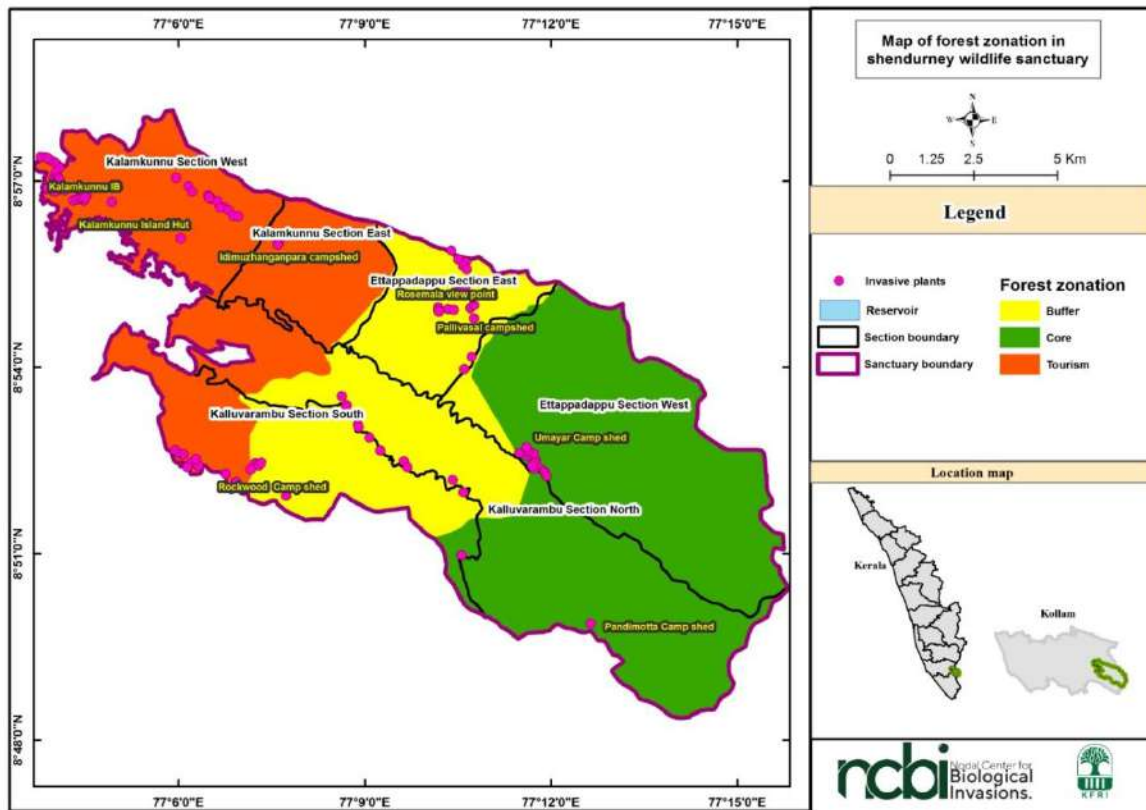 77°6'0"E
77°9'0"E
77°12'0"E
77°15'0"E
8°57'0"N
8°54'0"N
8°51'0"N
8°48'0"N
Kalamkunnu Section West
Kalamkunnu IB
Kalamkunnu Island Hut
Kalamkunnu Section East
Idimuzhanganpara campshed
Ettappadappu Section East
Rosemala view point
Pallivasal campshed
Kalluvarambu Section South
Ettappadappu Section West
Umayar Camp shed
Rockwood Camp shed
Kalluvarambu Section North
Pandimotta Camp shed
77°6'0"E
77°9'0"E
77°12'0"E
77°15'0"E
Map of forest zonation in
shendurney wildlife sanctuary
N
W
E
S
0 1.25 2.5 5 Km
Legend
Invasive plants
Reservoir
Section boundary
Sanctuary boundary
Forest zonation
Buffer
Core
Tourism
Location map
Kerala
Kollam
ncbi
Nodal Center for
Biological
Invasions.
KFRI